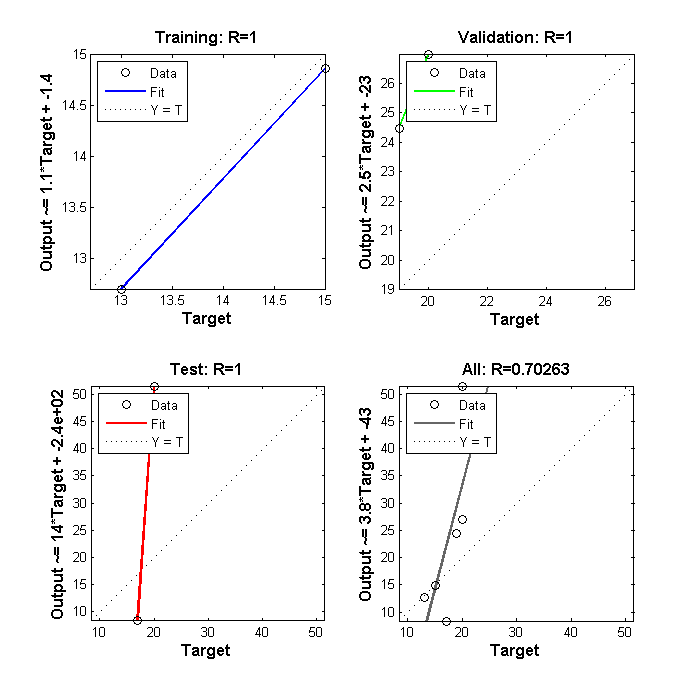 Training: R=1
Output ~= 1.1*Target + -1.4
15
14.5
14
13.5
13
Data
Fit
Y = T
13
13.5
14
14.5
15
Target
Validation: R=1
Output ~= 2.5*Target + -23
26
25
24
23
22
21
20
19
Data
Fit
Y = T
20
22
24
26
Target
Test: R=1
Output ~= 14*Target + -2.4e+02
50
45
40
35
30
25
20
15
10
Data
Fit
Y = T
10
20
30
40
50
Target
All: R=0.70263
Output ~= 3.8*Target + -43
50
45
40
35
30
25
20
15
10
Data
Fit
Y = T
10
20
30
40
50
Target